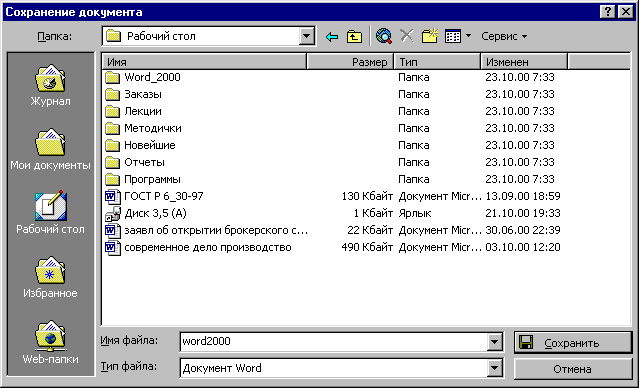 Сохранение документа
Папка: Рабочий стол Сервис
Имя Размер Тип Изменен
Word_2000 Папка 23.10.00 7:33
Заказы Папка 23.10.00 7:33
Лекции Папка 23.10.00 7:33
Методички Папка 23.10.00 7:33
Новейшие Папка 23.10.00 7:33
Отчеты Папка 23.10.00 7:33
Программы Папка 23.10.00 7:33
ГОСТ Р 6_30-97 130 Кбайт Документ Micr... 13.09.00 18:59
Диск 3,5 (A) 1 Кбайт Ярлык 21.10.00 19:33
заявл об открытии брокерского с... 22 Кбайт Документ Micr... 30.06.00 22:39
современное дело производство 490 Кбайт Документ Micr... 03.10.00 12:20
Журнал
Мои документы
Рабочий стол
Избранное
Web-папки
Имя файла: word2000 Сохранить
Тип файла: Документ Word Отмена